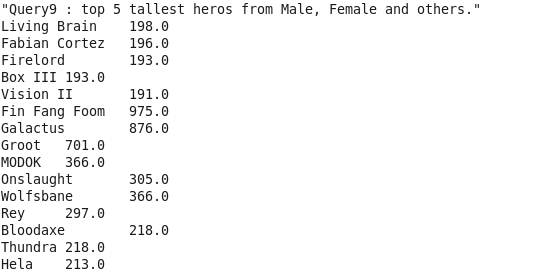 "Query9 : top 5 tallest heros from Male, Female and others."
Living Brain    198.0
Fabian Cortez   196.0
Firelord        193.0
Box III 193.0
Vision II       191.0
Fin Fang Foom   975.0
Galactus        876.0
Groot   701.0
MODOK   366.0
Onslaught       305.0
Wolfsbane       366.0
Rey     297.0
Bloodaxe        218.0
Thundra 218.0
Hela    213.0